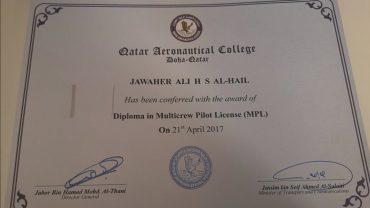 Qatar Aeronautical College
Doha-Qatar
JAWAHER ALI H S AL-HAIL
Has been conferred with the award of
Diploma in Multicrew Pilot License (MPL)
On 21st April 2017
Jabor Bin Hamad Mohd. Al-Thani
Director General
Jassim bin Seif Ahmed Al-Sulaiti
Minister of Transport and Communications